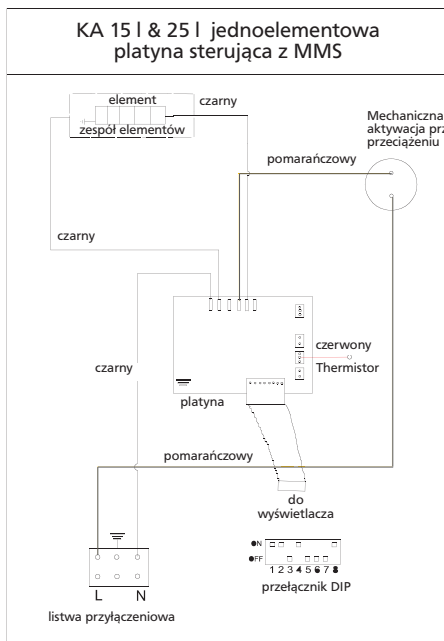 KA 15 l & 25 l jednoelementowa
platyna sterująca z MMS
element
czarny
zespół elementów
Mechaniczna
aktywacja
przeciążeniu
pomarańczowy
czarny
czerwony
Thermistor
czarny
platyna
pomarańczowy
do
wyświetlacza
ON
OFF
1 2 3 4 5 6 7 8
przełącznik DIP
L N
listwa przyłączeniowa